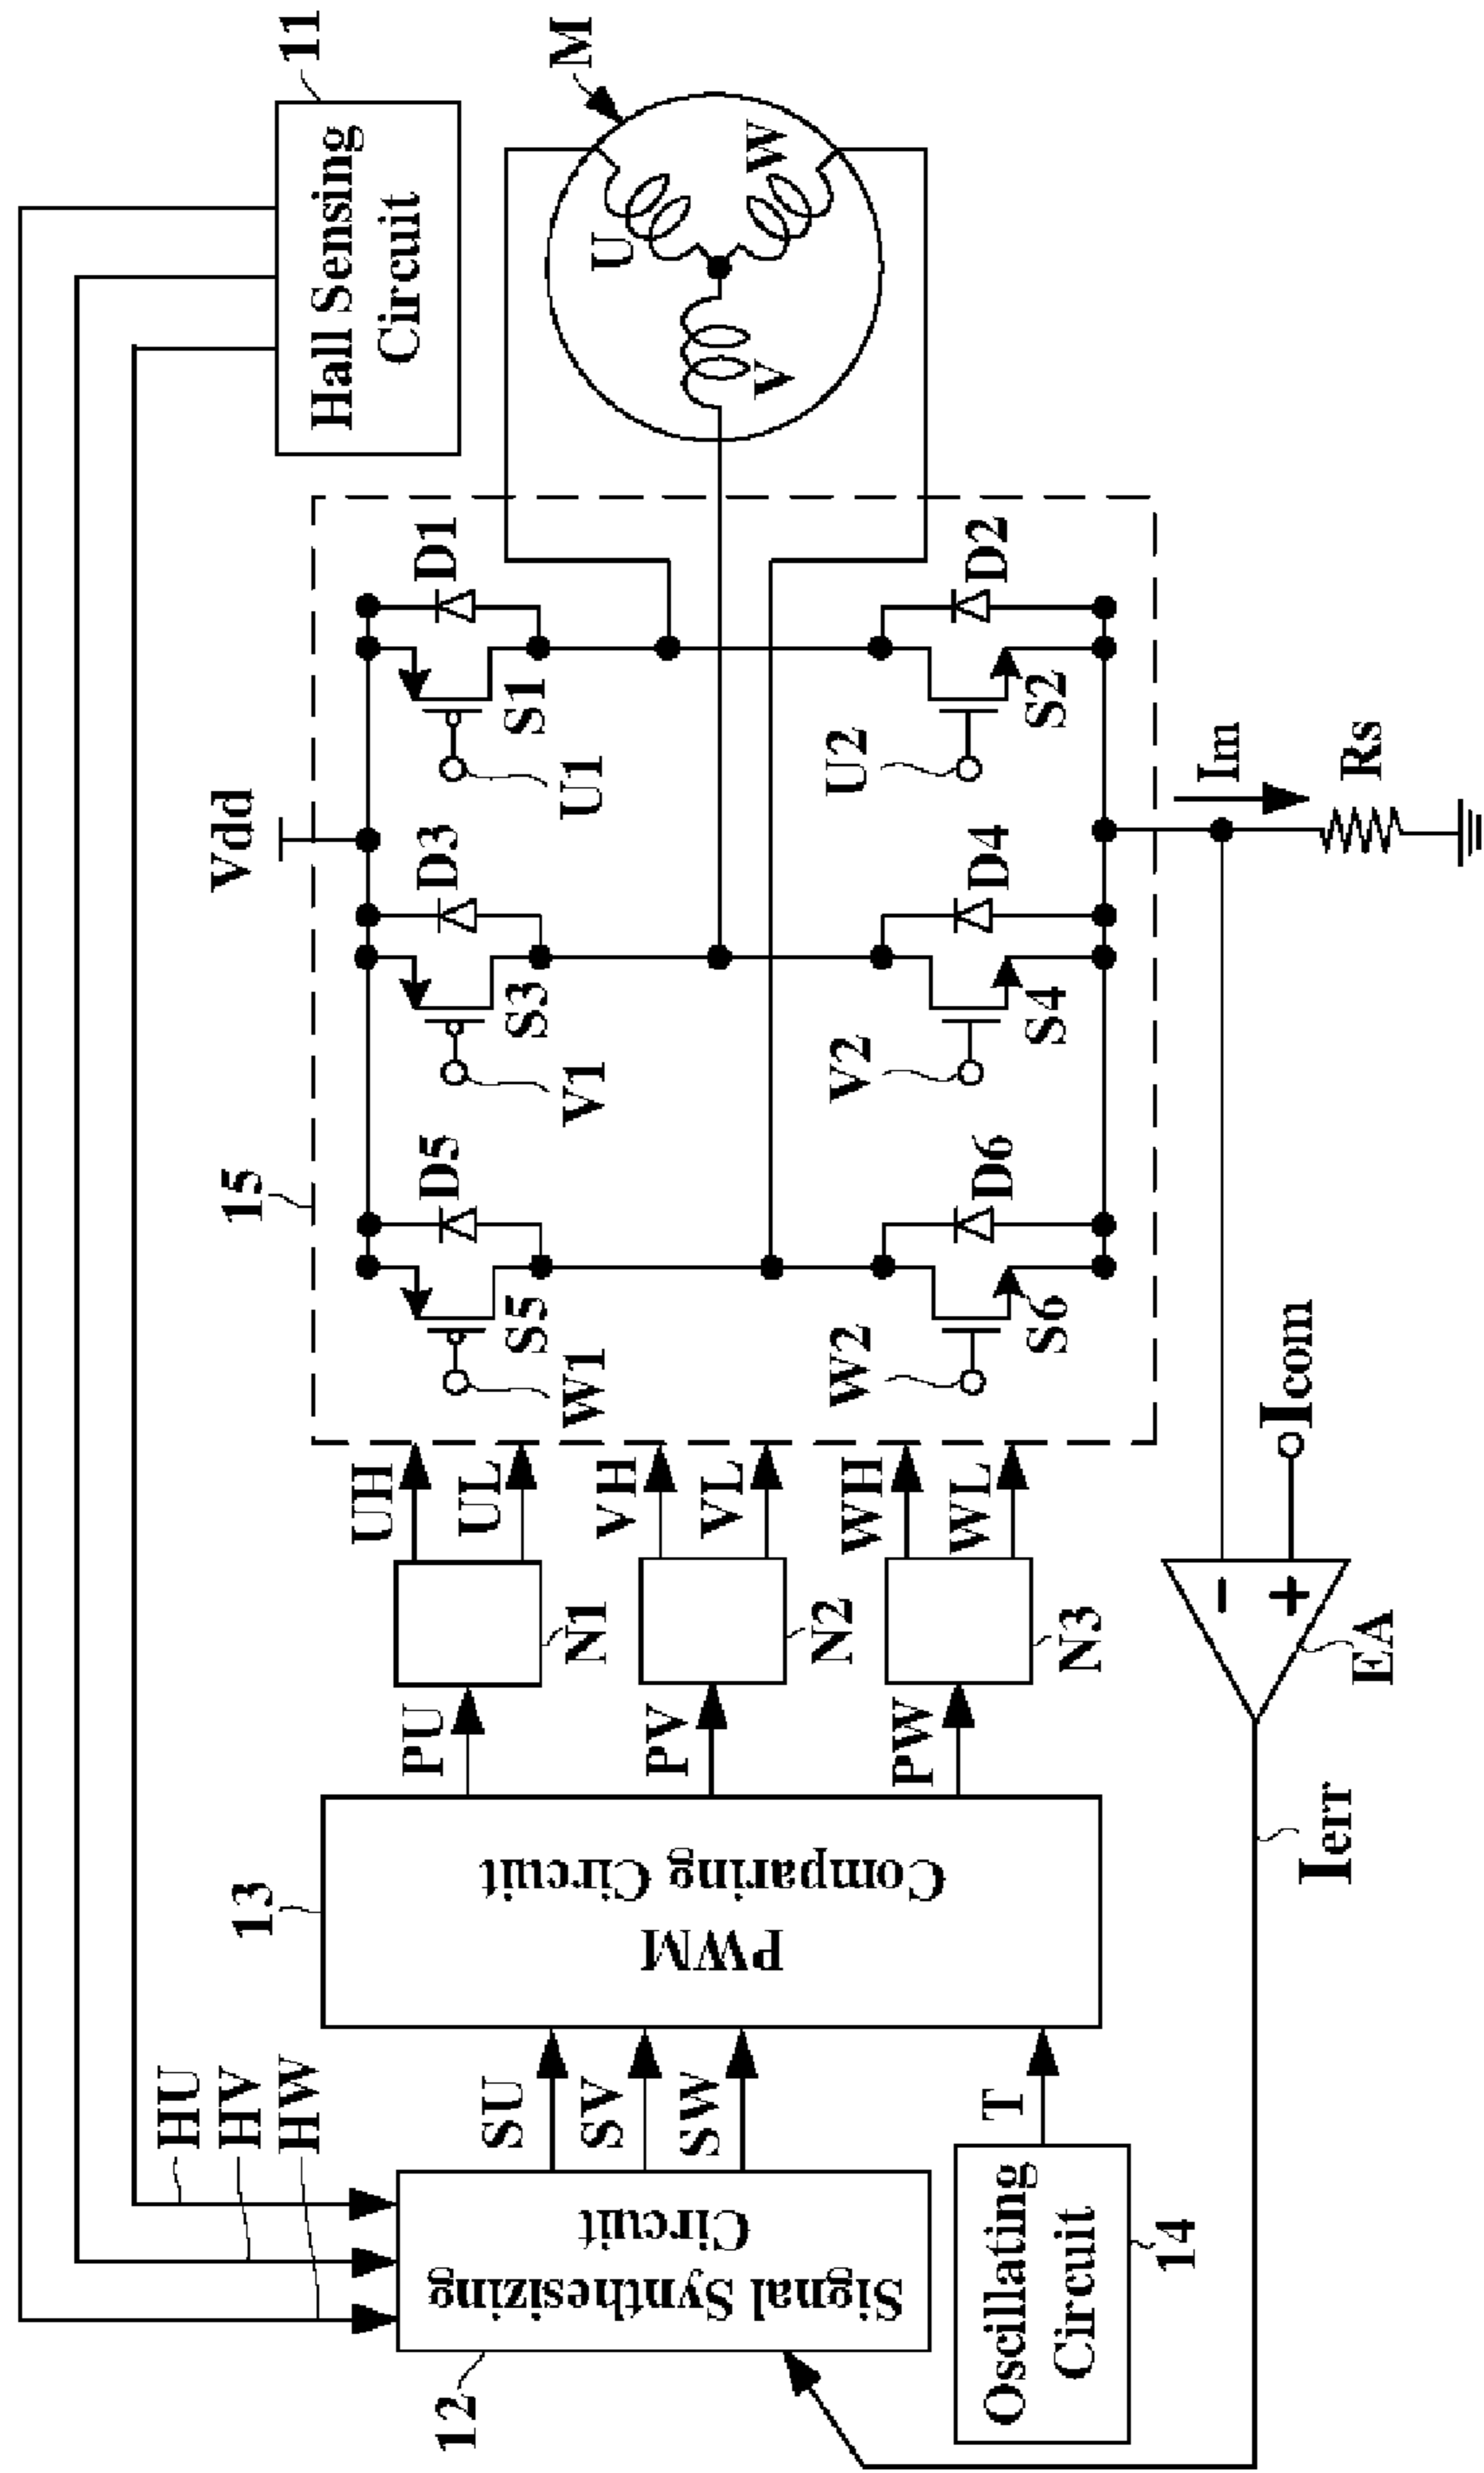 11
Hall Sensing
Circuit
M
U
V
W
HU
HV
HW
12
Signal Synthesizing
Circuit
SU
SV
SW
Oscillating
Circuit
14
T
13
PWM
Comparing Circuit
PU
PV
PW
N1
N2
N3
UH
UL
VH
VL
WH
WL
15
Vdd
D5
D3
D1
S5
S3
S1
W1
V1
U1
W2
V2
U2
D6
D4
D2
S6
S4
S2
Im
Rs
Icom
-
+
EA
Ierr